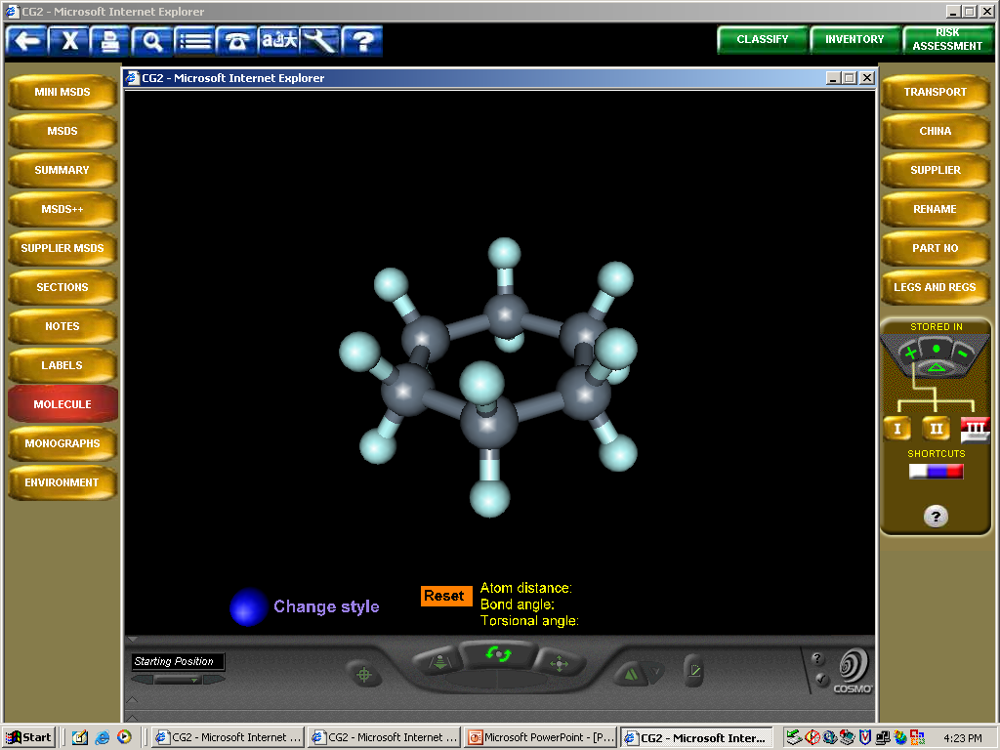 CG2 - Microsoft Internet Explorer
X
aあ大
?
CLASSIFY
INVENTORY
RISK
ASSESSMENT
CG2 - Microsoft Internet Explorer
MINI MSDS
MSDS
SUMMARY
MSDS++
SUPPLIER MSDS
SECTIONS
NOTES
LABELS
MOLECULE
MONOGRAPHS
ENVIRONMENT
TRANSPORT
CHINA
SUPPLIER
RENAME
PART NO
LEGS AND REGS
STORED IN
I
II
III
SHORTCUTS
?
Change style
Reset
Atom distance:
Bond angle:
Torsional angle:
Starting Position
?
COSMO
Start
CG2 - Microsoft Internet ...
CG2 - Microsoft Internet ...
Microsoft PowerPoint - [P...
CG2 - Microsoft Inter...
4:23 PM